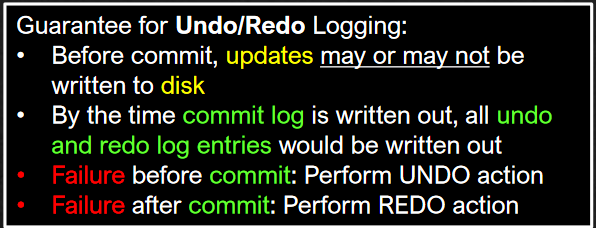 Guarantee for Undo/Redo Logging:
• Before commit, updates may or may not be
written to disk
• By the time commit log is written out, all undo
and redo log entries would be written out
• Failure before commit: Perform UNDO action
• Failure after commit: Perform REDO action